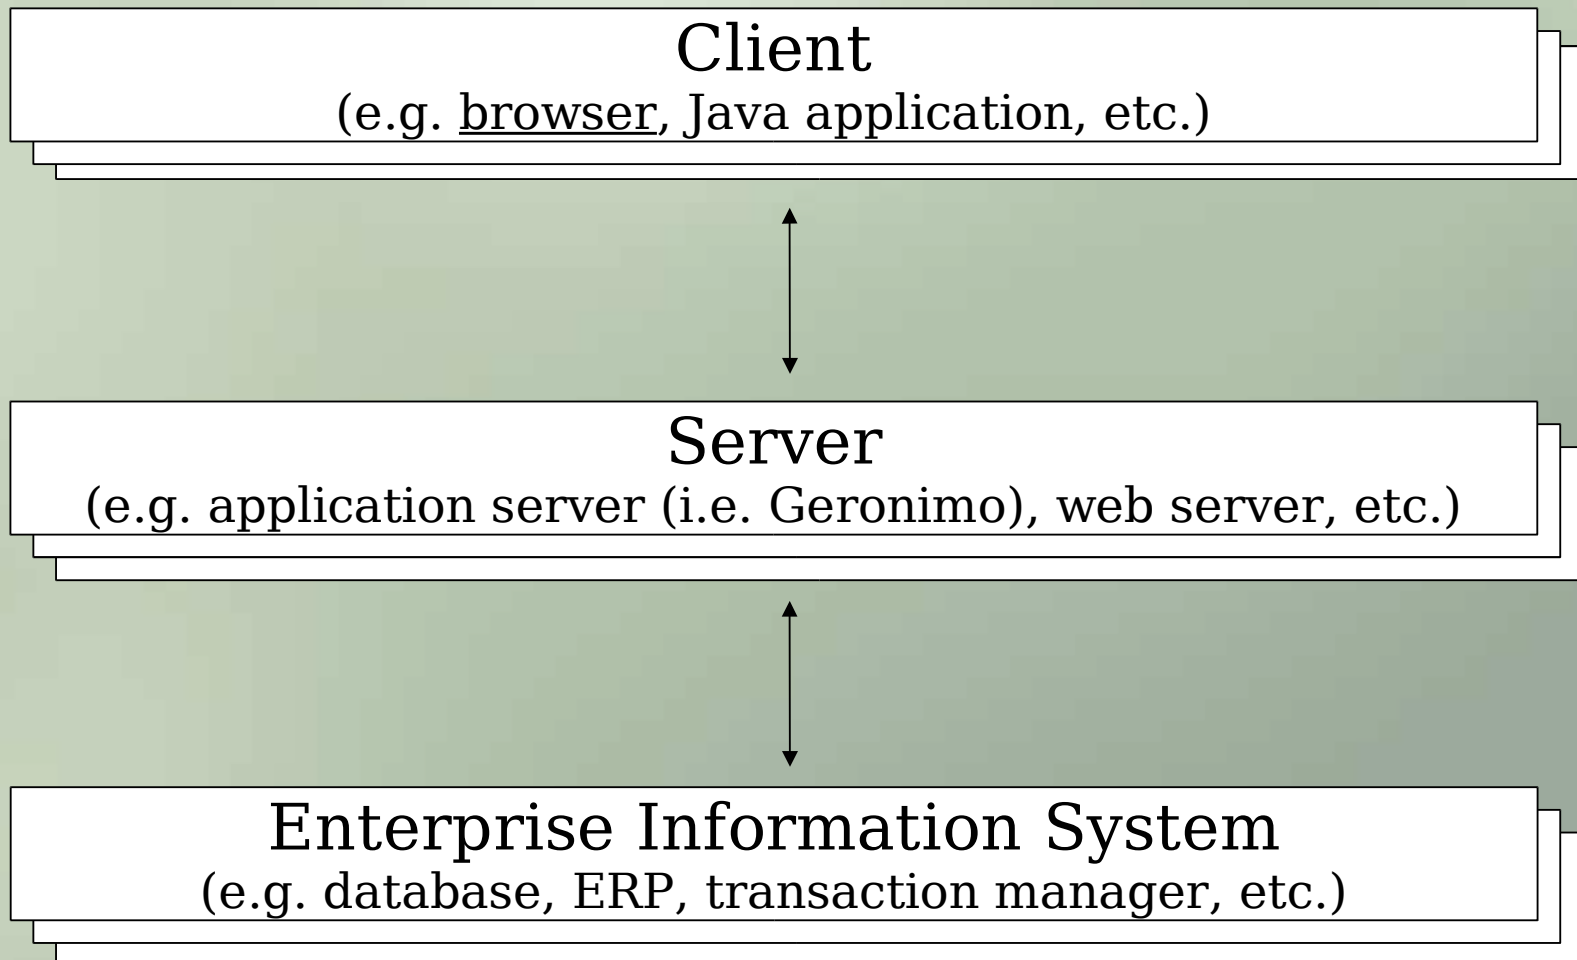 Client
(e.g. browser, Java application, etc.)
Server
(e.g. application server (i.e. Geronimo), web server, etc.)
Enterprise Information System
(e.g. database, ERP, transaction manager, etc.)